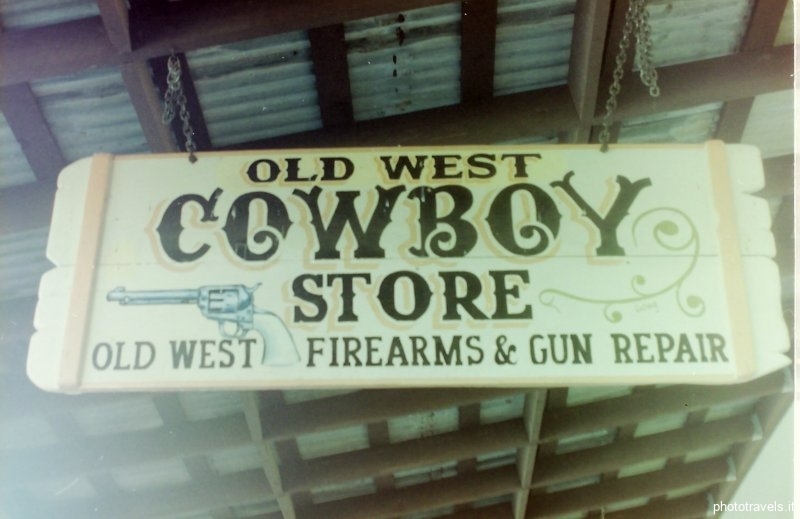 OLD WEST
COWBOY
STORE
OLD WEST FIREARMS & GUN REPAIR
phototravels.it